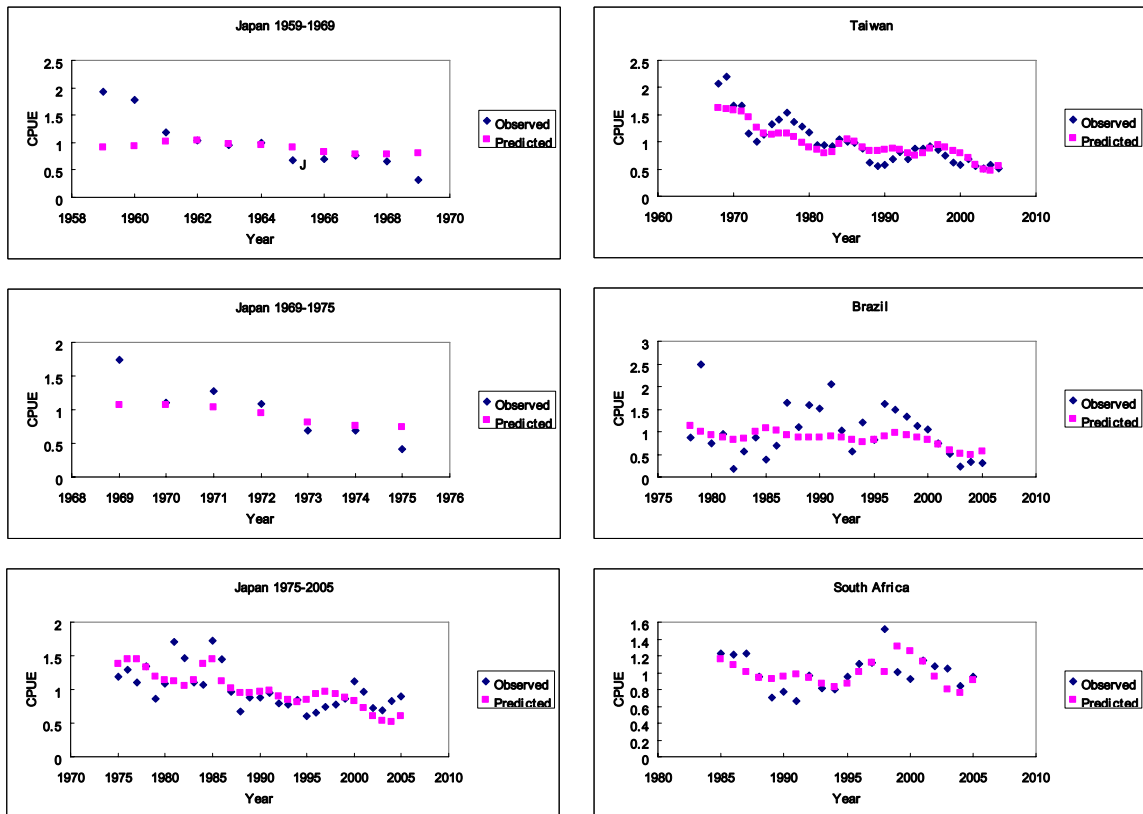 Japan 1959-1969
CPUE
2.5
2
1.5
1
0.5
0
1958 1960 1962 1964 1966 1968 1970
Year
J
Observed
Predicted
Taiwan
CPUE
2.5
2
1.5
1
0.5
0
1960 1970 1980 1990 2000 2010
Year
Observed
Predicted
Japan 1969-1975
CPUE
2
1.5
1
0.5
0
1968 1969 1970 1971 1972 1973 1974 1975 1976
Year
Observed
Predicted
Brazil
CPUE
3
2.5
2
1.5
1
0.5
0
1975 1980 1985 1990 1995 2000 2005 2010
Year
Observed
Predicted
Japan 1975-2005
CPUE
2
1.5
1
0.5
0
1970 1975 1980 1985 1990 1995 2000 2005 2010
Year
Observed
Predicted
South Africa
CPUE
1.6
1.4
1.2
1
0.8
0.6
0.4
0.2
0
1980 1985 1990 1995 2000 2005 2010
Year
Observed
Predicted